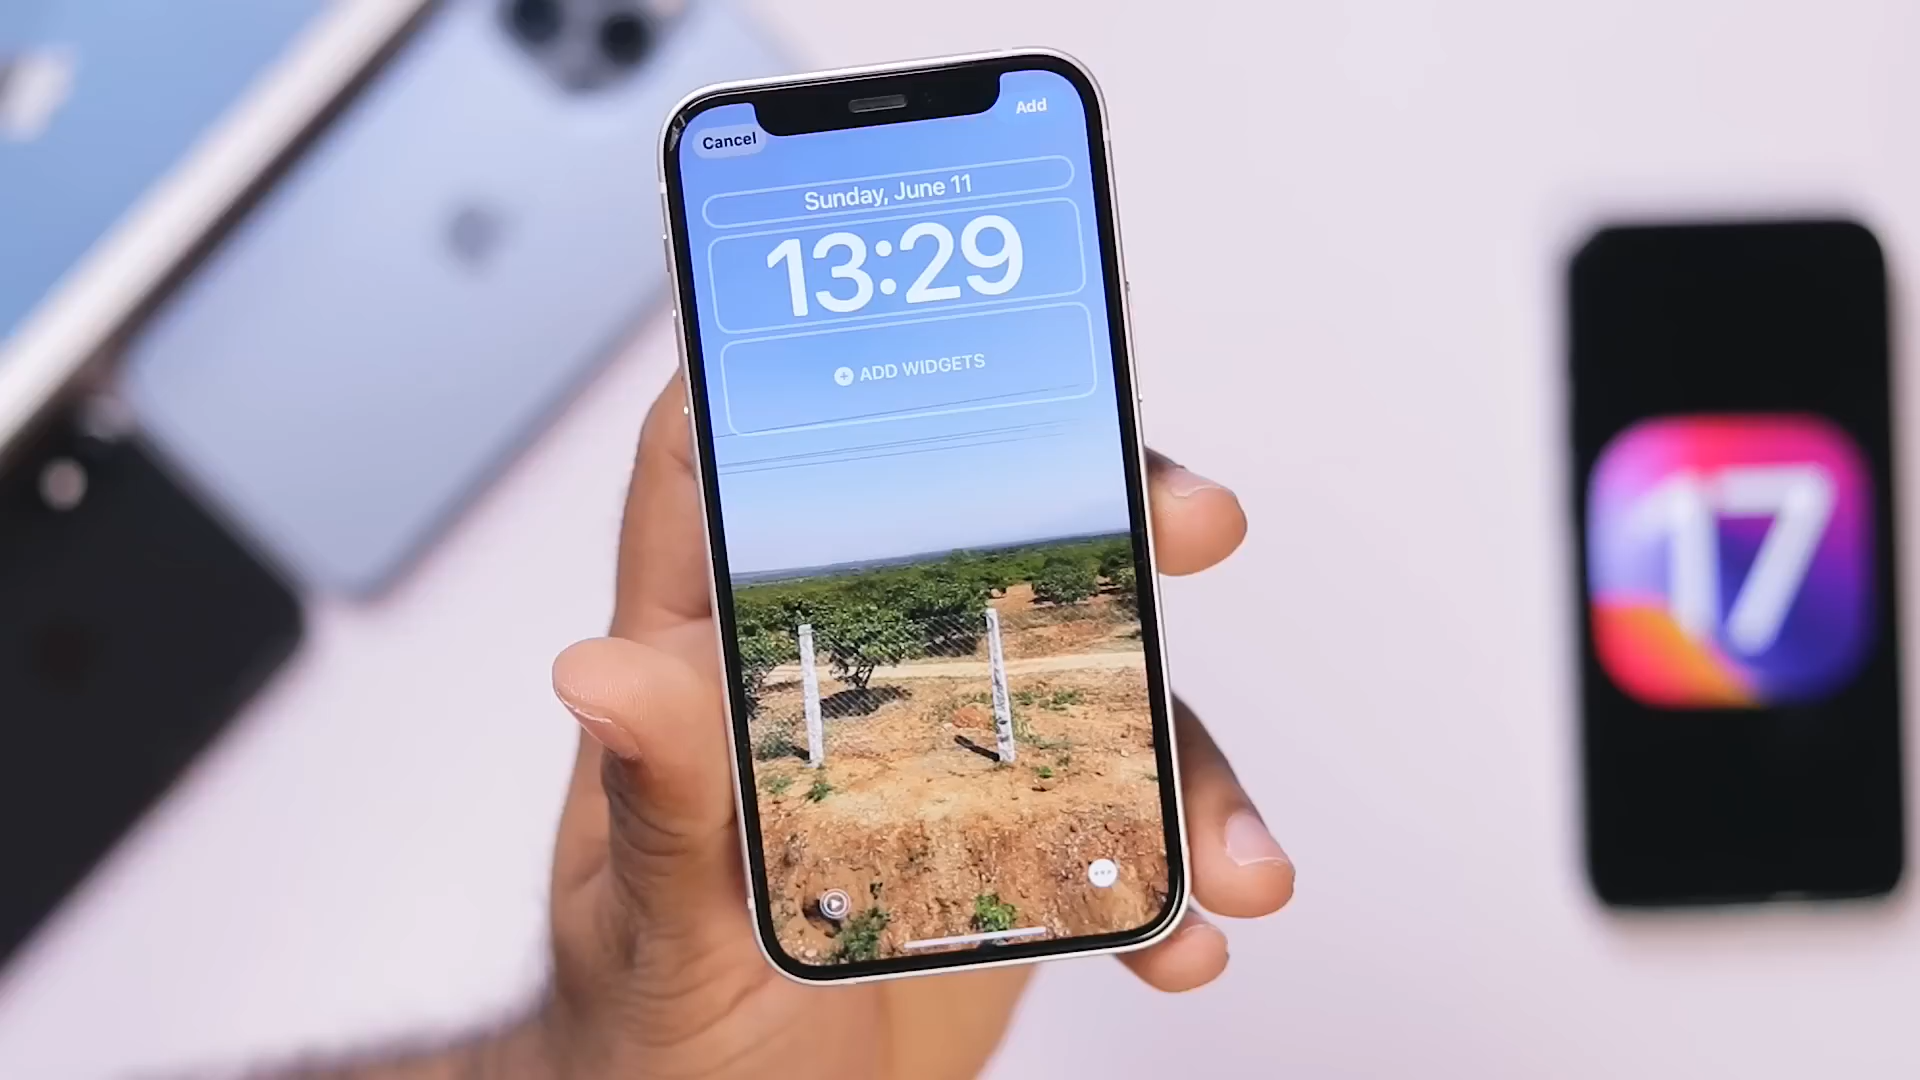 Cancel
Add
Sunday, June 11
13:29
ADD WIDGETS
17